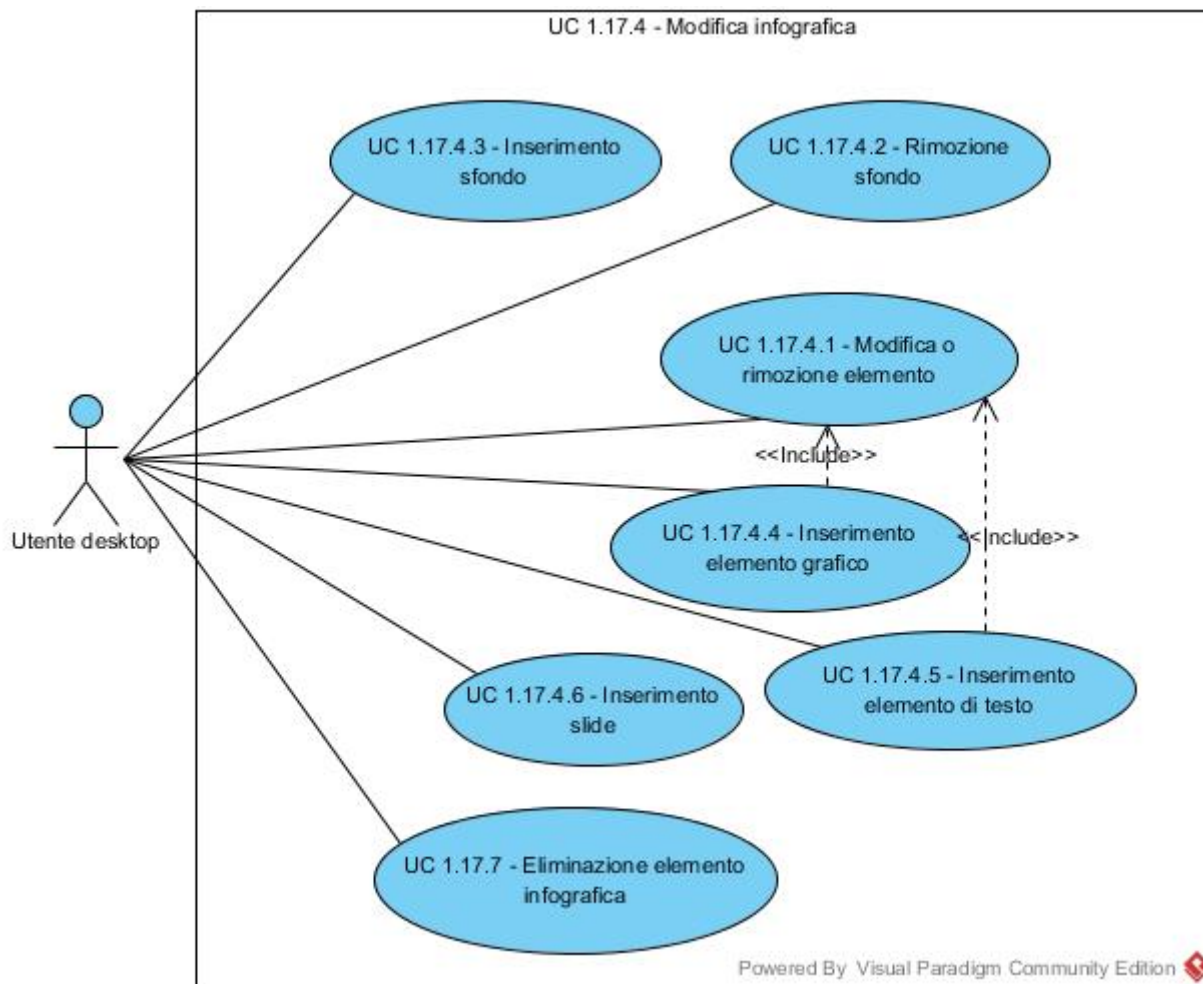 UC 1.17.4 - Modifica infografica
UC 1.17.4.3 - Inserimento
sfondo
UC 1.17.4.2 - Rimozione
sfondo
UC 1.17.4.1 - Modifica o
rimozione elemento
<<Include>>
Utente desktop
UC 1.17.4.4 - Inserimento
elemento grafico
<<Include>>
UC 1.17.4.6 - Inserimento
slide
UC 1.17.4.5 - Inserimento
elemento di testo
UC 1.17.7 - Eliminazione elemento
infografica
Powered By Visual Paradigm Community Edition